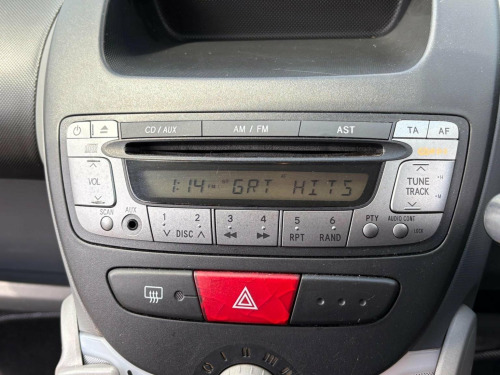 CD / AUX AM / FM AST TA AF
1:14 GRT HITS
VOL TUNE TRACK
SCAN AUX 1 2 3 4 5 6 PTY AUDIO CONT
DISC RPT RAND